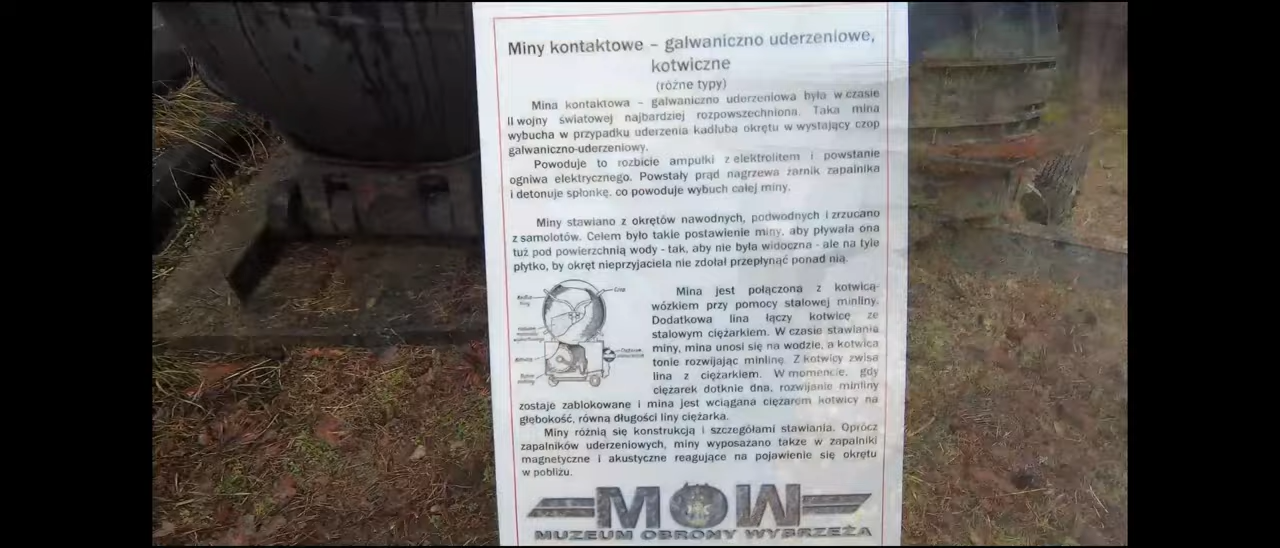 Miny kontaktowe – galwaniczno uderzeniowe,
kotwiczne
(różne typy)
Mina kontaktowa – galwaniczno uderzeniowa była w czasie
II wojny światowej najbardziej rozpowszechniona. Taka mina
wybucha w przypadku uderzenia kadłuba okrętu w wystający czop
galwaniczno-uderzeniowy.
Powoduje to rozbicie ampułki z elektrolitem i powstanie
ogniwa elektrycznego. Powstały prąd nagrzewa żarnik zapalnika
i detonuje spłonkę, co powoduje wybuch całej miny.
Miny stawiano z okrętów nawodnych, podwodnych i zrzucano
z samolotów. Celem było takie postawienie miny, aby pływała ona
tuż pod powierzchnią wody - tak, aby nie była widoczna - ale na tyle
płytko, by okręt nieprzyjaciela nie zdołał przepłynąć ponad nią.
Czop
Mina jest połączona z kotwicą-
wózkiem przy pomocy stalowej minliny.
Dodatkowa lina łączy kotwicę ze
stalowym ciężarkiem. W czasie stawiania
miny, mina unosi się na wodzie, a kotwica
tonie rozwijając minlinę. Z kotwicy zwisa
lina z ciężarkiem. W momencie, gdy
ciężarek dotknie dna, rozwijanie minliny
zostaje zablokowane i mina jest wciągana ciężarem kotwicy na
głębokość, równą długości liny ciężarka.
Miny różnią się konstrukcją i szczegółami stawiania. Oprócz
zapalników uderzeniowych, miny wyposażano także w zapalniki
magnetyczne i akustyczne reagujące na pojawienie się okrętu
w pobliżu.
MOW
MUZEUM OBRONY WYBRZEŻA